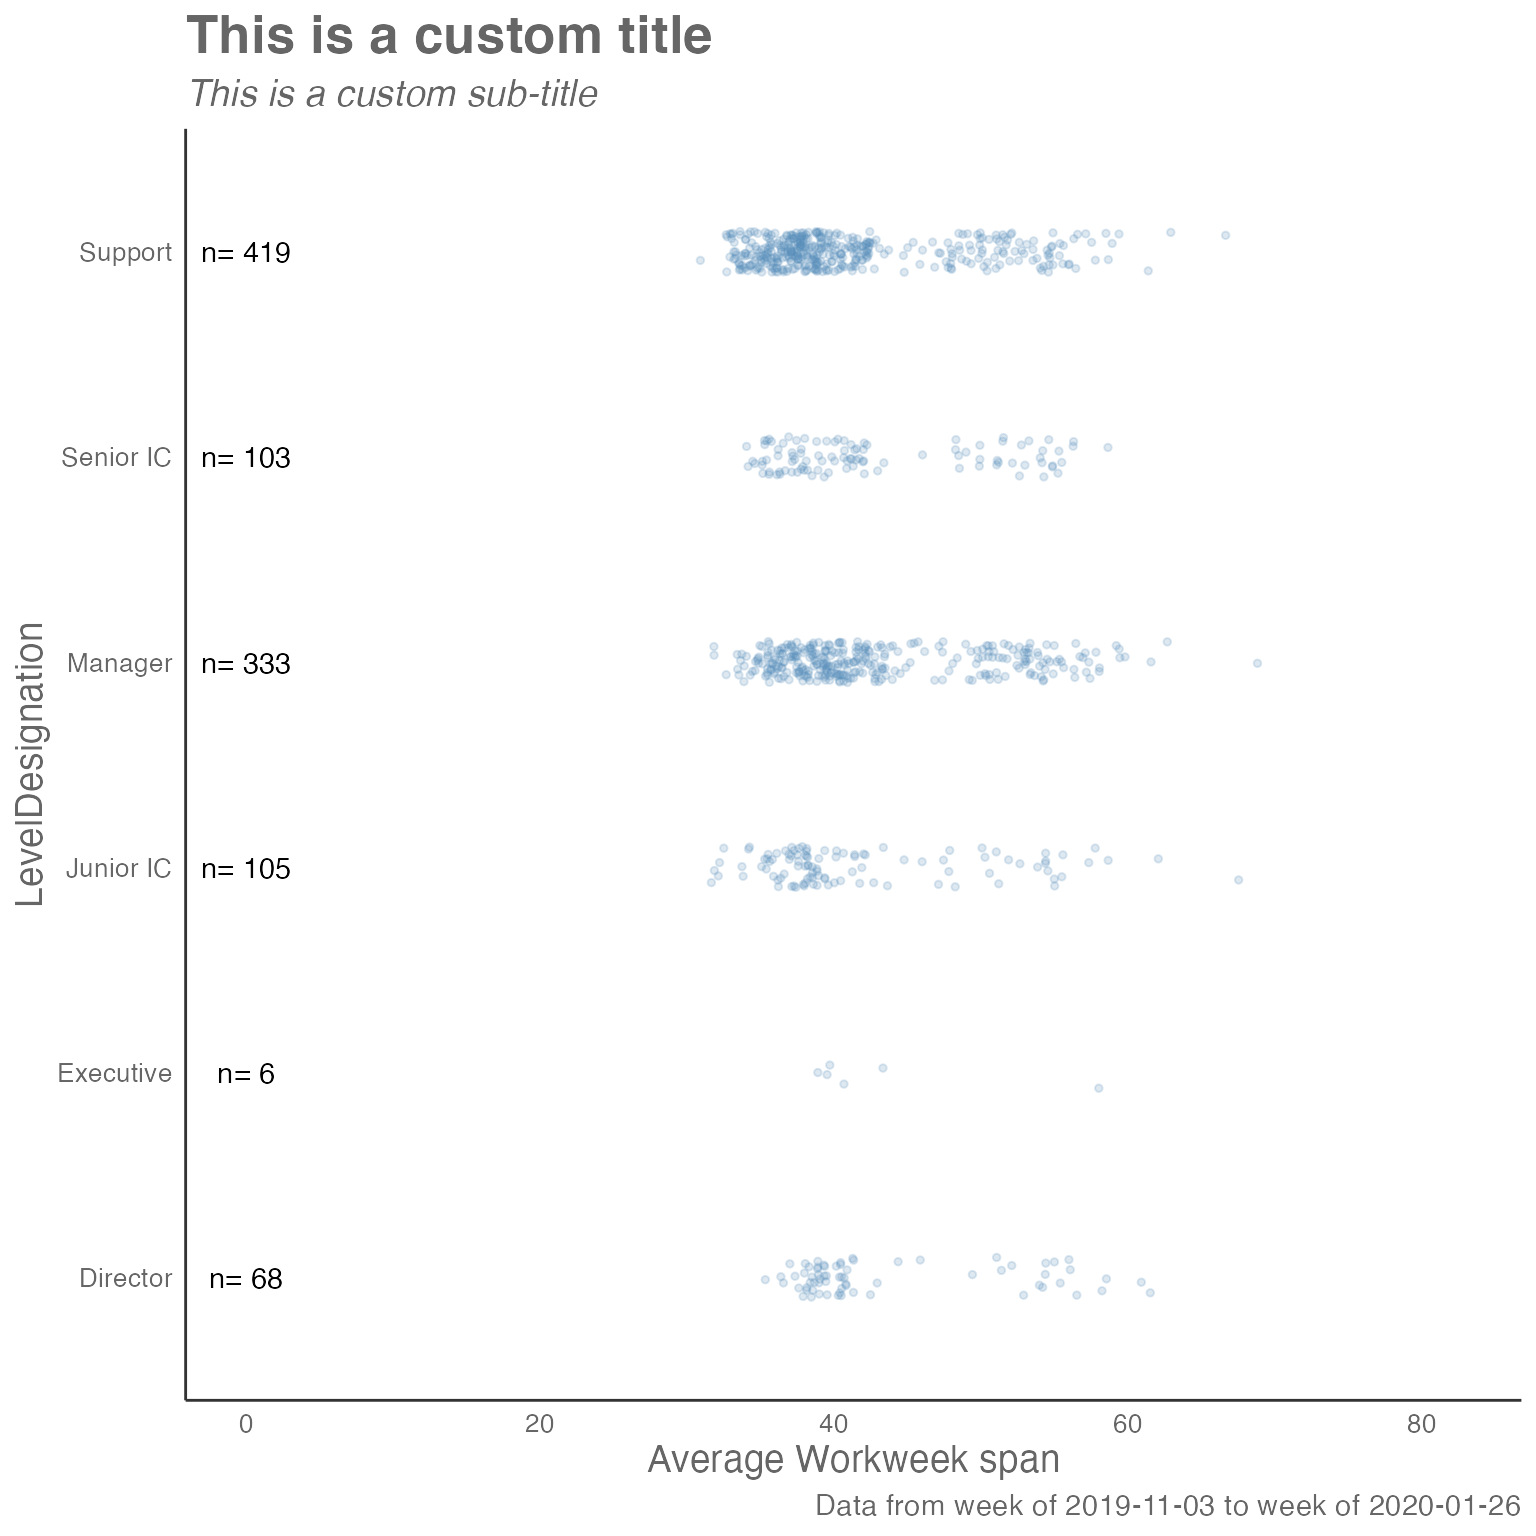 This is a custom title
This is a custom sub-title
LevelDesignation
Support n= 419
Senior IC n= 103
Manager n= 333
Junior IC n= 105
Executive n= 6
Director n= 68
0 20 40 60 80
Average Workweek span
Data from week of 2019-11-03 to week of 2020-01-26